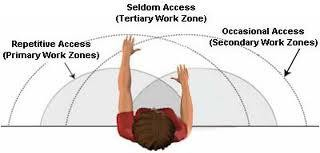 Seldom Access
(Tertiary Work Zone)
Repetitive Access
(Primary Work Zones)
Occasional Access
(Secondary Work Zones)